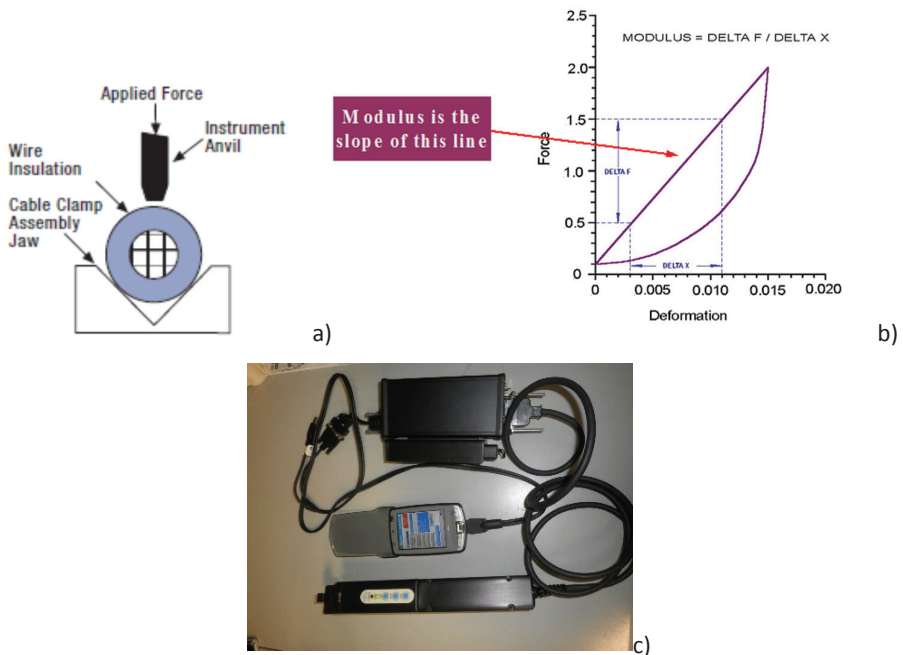 Applied Force
Instrument
Anvil
Wire
Insulation
Cable Clamp
Assembly
Jaw
a)
MODULUS = DELTA F / DELTA X
Modulus is the
slope of this line
2.5
2.0
1.5
1.0
0.5
0
Force
DELTA F
DELTA X
0
0.005
0.010
0.015
0.020
Deformation
b)
c)